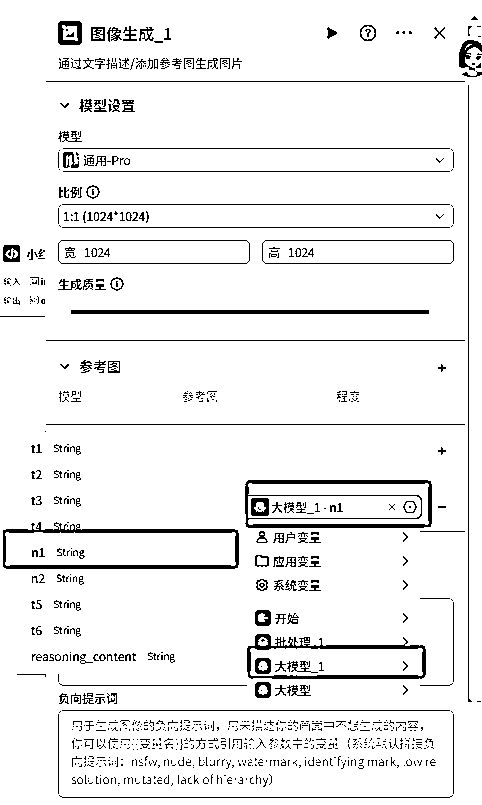 图像生成_1
通过文字描述/添加参考图生成图片
模型设置
模型
通用-Pro
比例
1:1 (1024*1024)
宽 1024 高 1024
生成质量
输入
输出
参考图
模型 参考图 程度
t1 String
t2 String
t3 String
大模型_1 - n1
t4 String
用户变量
n1 String
应用变量
n2 String
系统变量
t5 String
开始
t6 String
批处理_1
reasoning_content String
大模型_1
大模型
负向提示词
用于生成图像的负向提示词，用来描述你的画面中不想生成的内容，
你可以使用{{变量名}}的方式引用输入参数中的变量（系统默认拼接负
向提示词：nsfw, nude, blurry, watermark, identifying mark, low re
solution, mutated, lack of hierarchy）